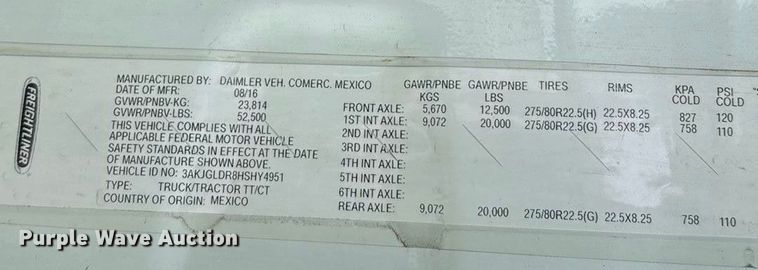 FREIGHTLINER
MANUFACTURED BY: DAIMLER VEH. COMERC. MEXICO
DATE OF MFR: 08/16
GVWR/PNBV-KG: 23,814
GVWR/PNBV-LBS: 52,500
THIS VEHICLE COMPLIES WITH ALL
APPLICABLE FEDERAL MOTOR VEHICLE
SAFETY STANDARDS IN EFFECT AT THE DATE
OF MANUFACTURE SHOWN ABOVE.
VEHICLE ID NO: 3AKJGLDR8HSHY4951
TYPE: TRUCK/TRACTOR TT/CT
COUNTRY OF ORIGIN: MEXICO
GAWR/PNBE KGS GAWR/PNBE LBS TIRES RIMS KPA COLD PSI COLD
FRONT AXLE: 5,670 12,500 275/80R22.5(H) 22.5X8.25 827 120
1ST INT AXLE: 9,072 20,000 275/80R22.5(G) 22.5X8.25 758 110
2ND INT AXLE:
3RD INT AXLE:
4TH INT AXLE:
5TH INT AXLE:
6TH INT AXLE:
REAR AXLE: 9,072 20,000 275/80R22.5(G) 22.5X8.25 758 110
Purple Wave Auction